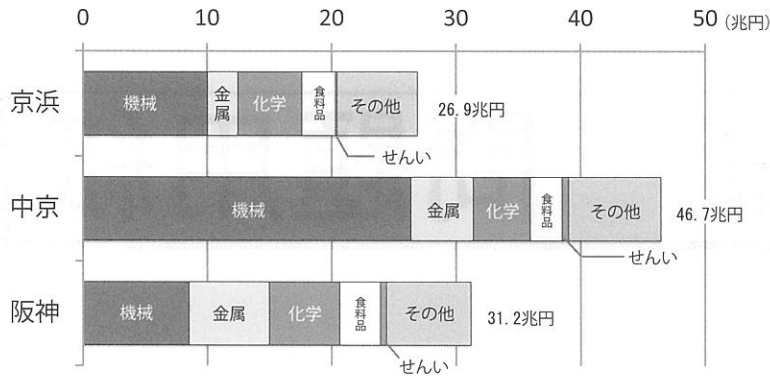 0 10 20 30 40 50 (兆円)
京浜 機械 金属 化学 食料品 その他 26.9兆円
せんい
中京 機械 金属 化学 食料品 その他 46.7兆円
せんい
阪神 機械 金属 化学 食料品 その他 31.2兆円
せんい